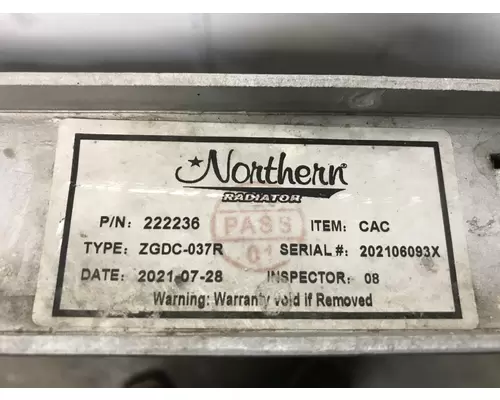 Northern
RADIATOR
P/N: 222236 ITEM: CAC
PASS
TYPE: ZGDC-037R SERIAL#: 202106093X
01
DATE: 2021-07-28 INSPECTOR: 08
Warning: Warranty void if Removed